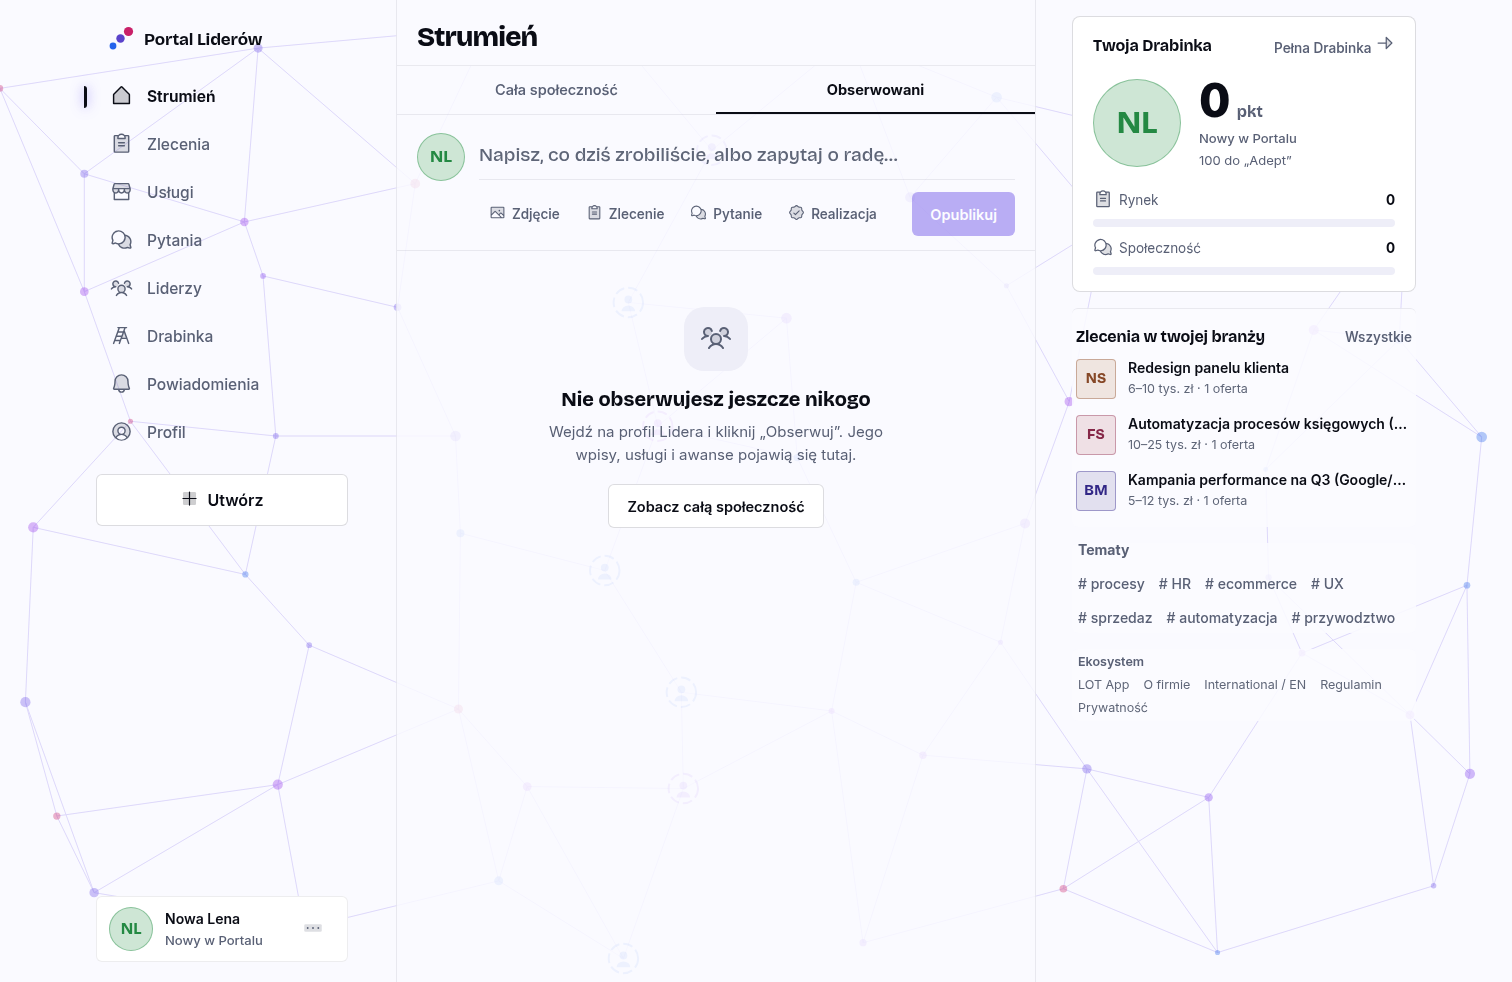 Portal Liderów
Strumień
Zlecenia
Usługi
Pytania
Liderzy
Drabinka
Powiadomienia
Profil
Utwórz
NL
Nowa Lena
Nowy w Portalu
Strumień
Cała społeczność
Obserwowani
NL
Napisz, co dziś zrobiliście, albo zapytaj o radę...
Zdjęcie
Zlecenie
Pytanie
Realizacja
Opublikuj
Nie obserwujesz jeszcze nikogo
Wejdź na profil Lidera i kliknij „Obserwuj”. Jego
wpisy, usługi i awanse pojawią się tutaj.
Zobacz całą społeczność
Twoja Drabinka
Pełna Drabinka
NL
0 pkt
Nowy w Portalu
100 do „Adept”
Rynek 0
Społeczność 0
Zlecenia w twojej branży
Wszystkie
NS
Redesign panelu klienta
6–10 tys. zł · 1 oferta
FS
Automatyzacja procesów księgowych (...
10–25 tys. zł · 1 oferta
BM
Kampania performance na Q3 (Google/...
5–12 tys. zł · 1 oferta
Tematy
# procesy # HR # ecommerce # UX
# sprzedaz # automatyzacja # przywodztwo
Ekosystem
LOT App O firmie International / EN Regulamin
Prywatność